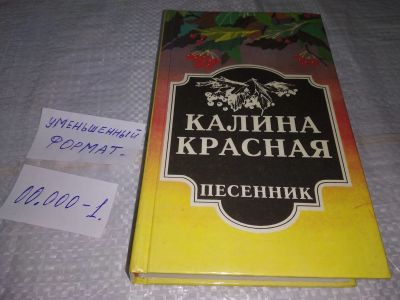 УМЕНЬШЕННЫЙ
ФОРМАТ.
00.000-1.
КАЛИНА
КРАСНАЯ
ПЕСЕННИК